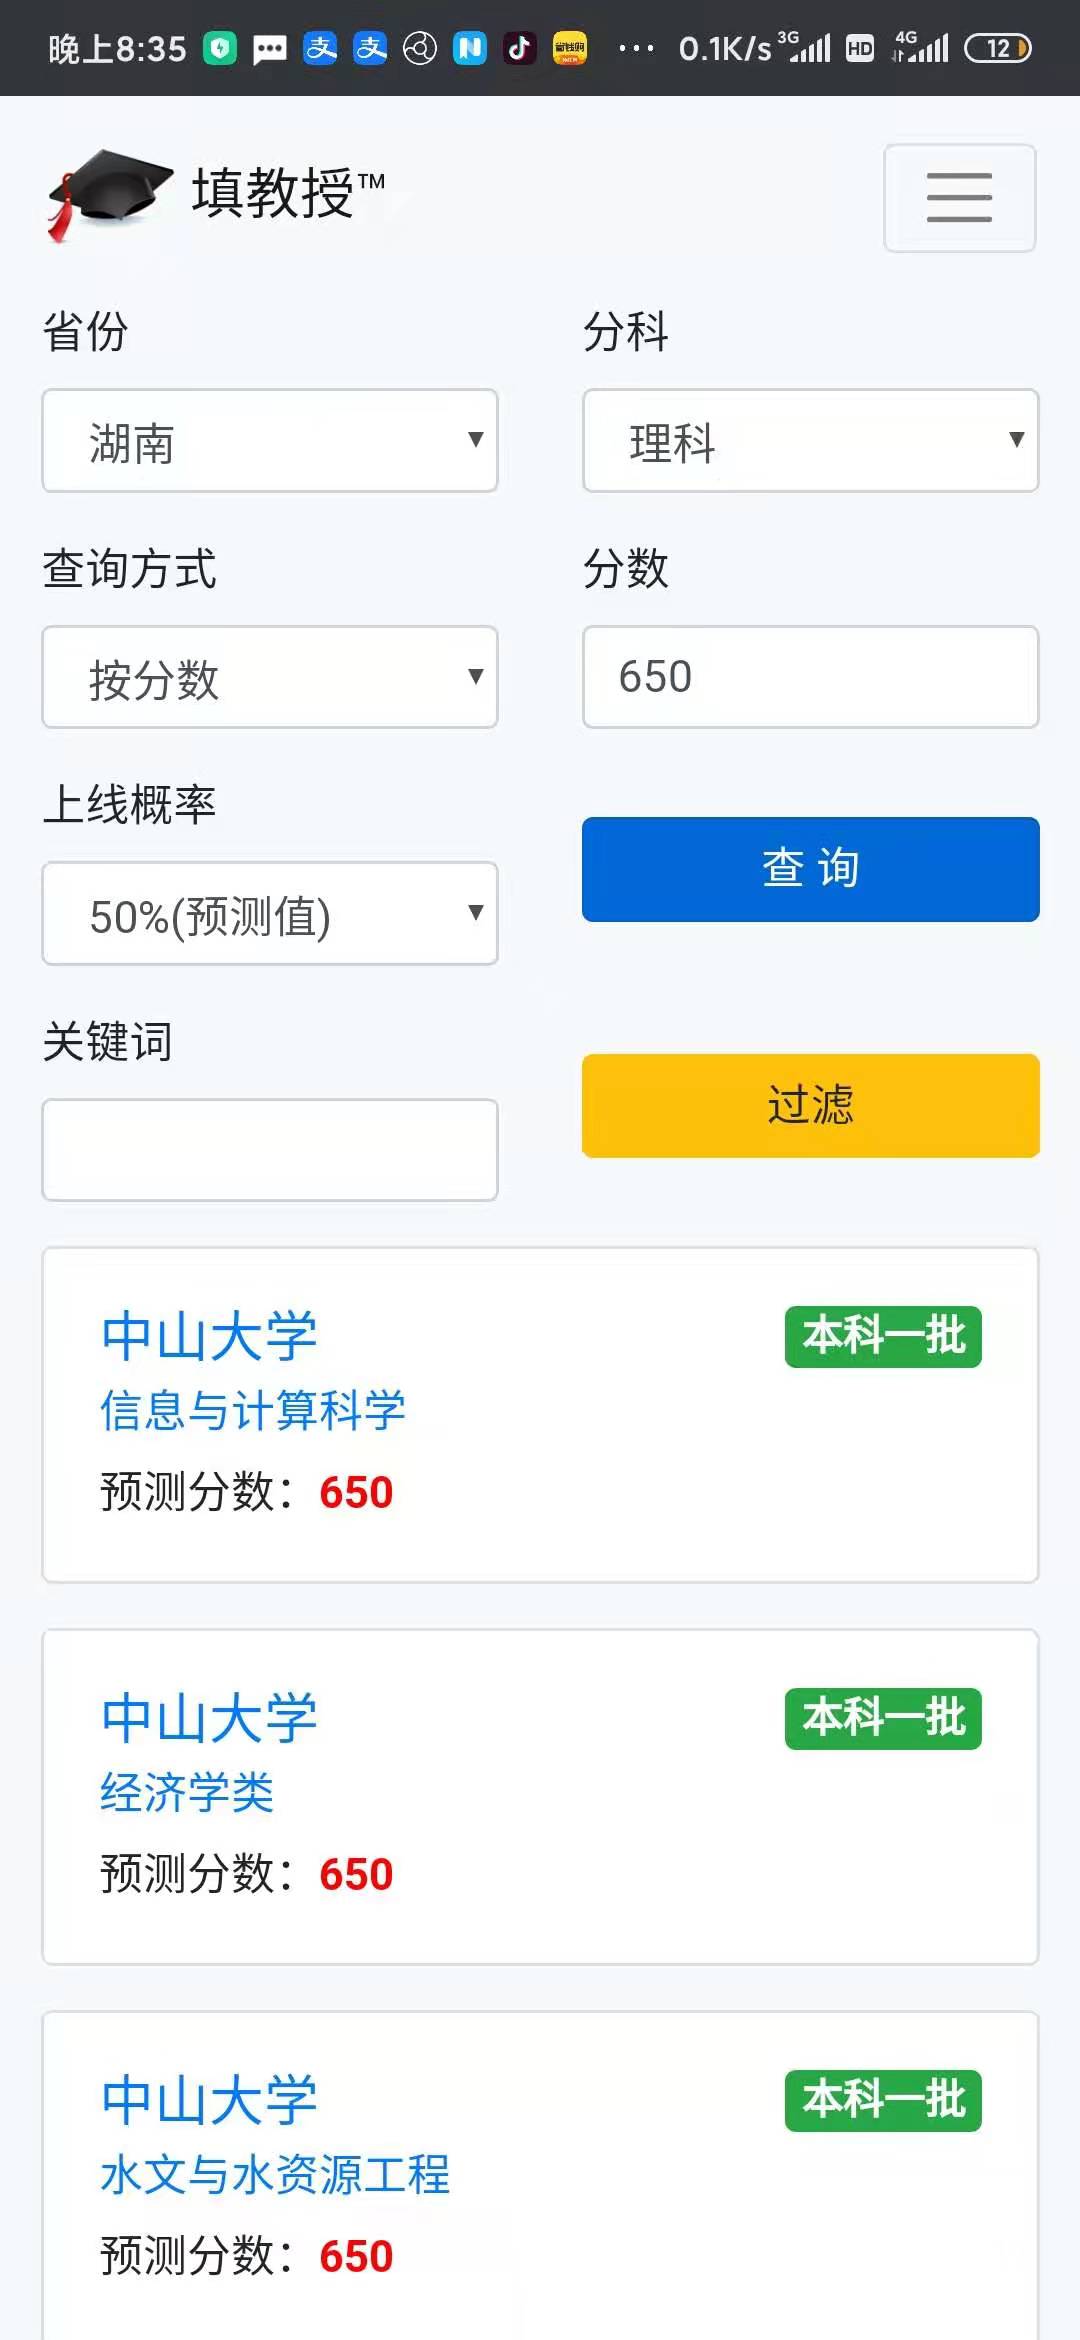 晚上8:35 0.1K/s 3G HD 4G 12
填教授™
省份 分科
湖南 理科
查询方式 分数
按分数 650
上线概率
查 询
50%(预测值)
关键词
过滤
中山大学 本科一批
信息与计算科学
预测分数：650
中山大学 本科一批
经济学类
预测分数：650
中山大学 本科一批
水文与水资源工程
预测分数：650